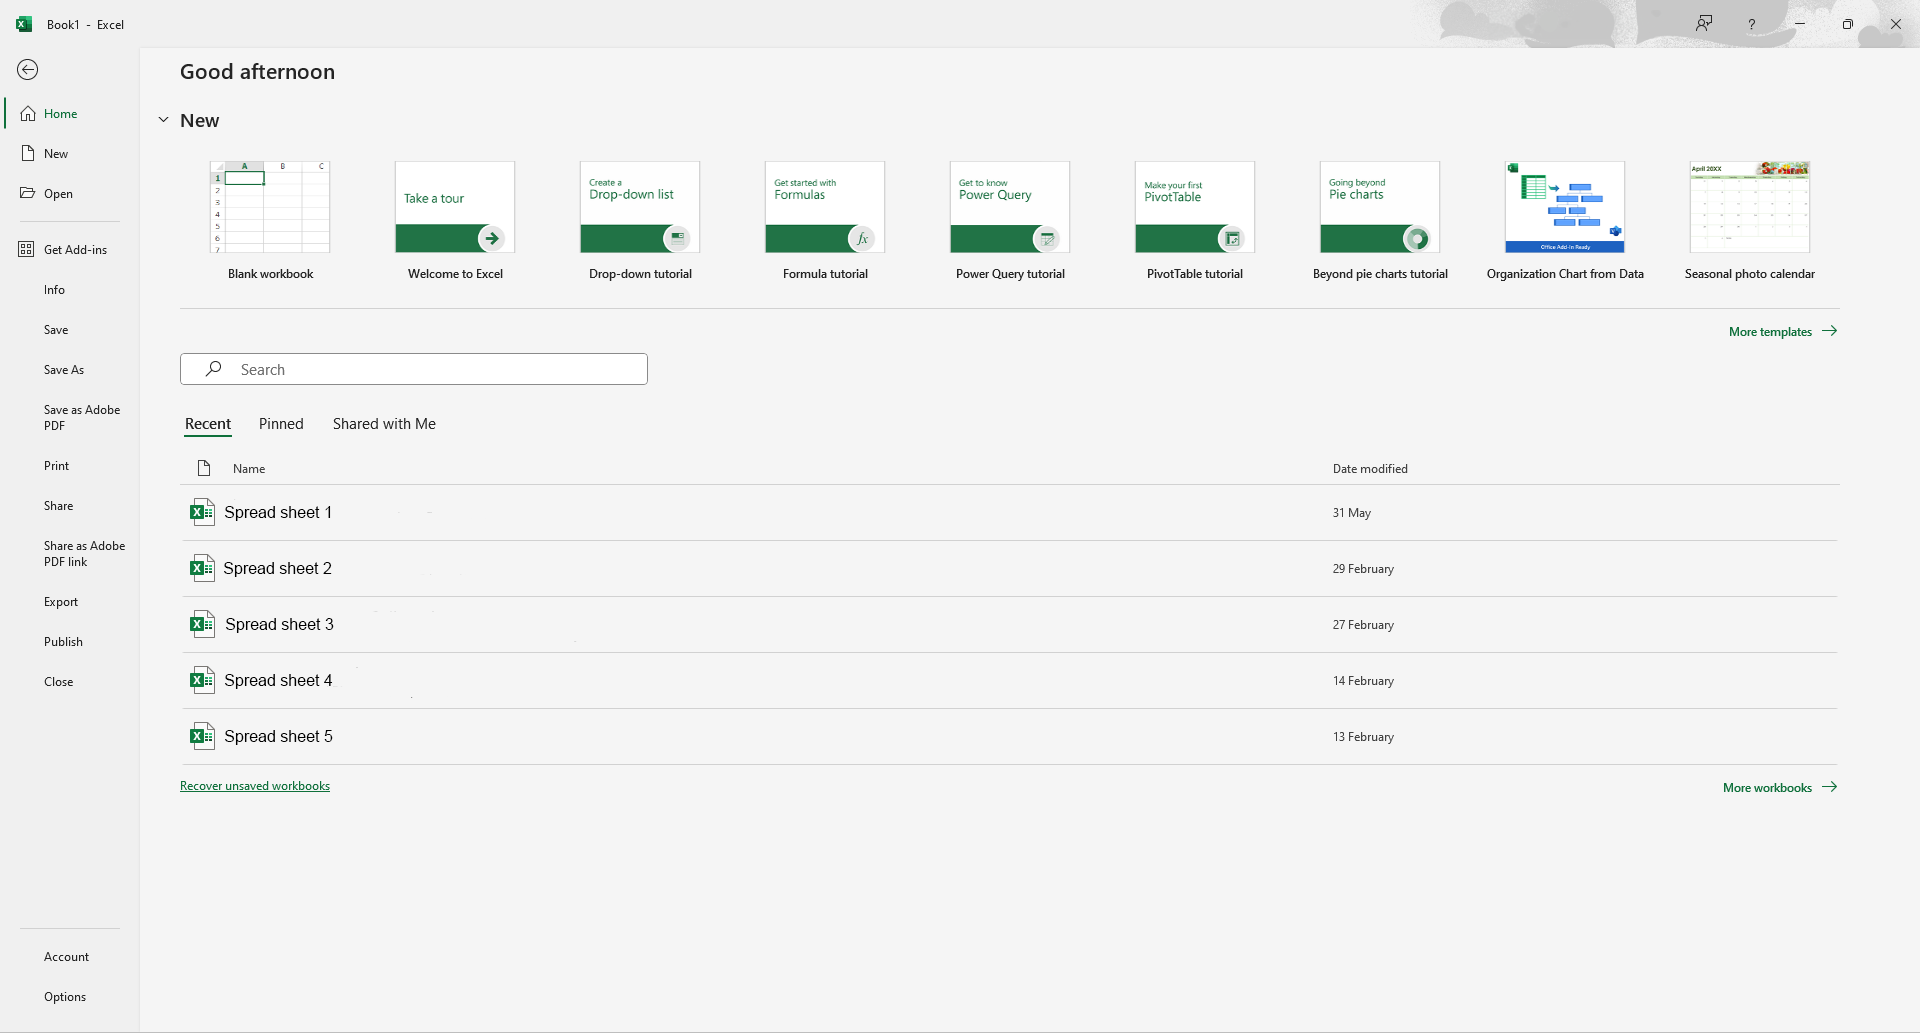 Book1 - Excel
?
Good afternoon
Home
New
New
Open
Get Add-ins
Info
Save
Save As
Save as Adobe
PDF
Print
Share
Share as Adobe
PDF link
Export
Publish
Close
Account
Options
A B C
1
2
3
4
5
6
7
Blank workbook
Take a tour
Welcome to Excel
Create a
Drop-down list
Drop-down tutorial
Get started with
Formulas
fx
Formula tutorial
Get to know
Power Query
Power Query tutorial
Make your first
PivotTable
PivotTable tutorial
Going beyond
Pie charts
Beyond pie charts tutorial
Office Add-In Ready
Organization Chart from Data
April 20XX
Seasonal photo calendar
More templates
Search
Recent Pinned Shared with Me
Name Date modified
Spread sheet 1 31 May
Spread sheet 2 29 February
Spread sheet 3 27 February
Spread sheet 4 14 February
Spread sheet 5 13 February
Recover unsaved workbooks More workbooks